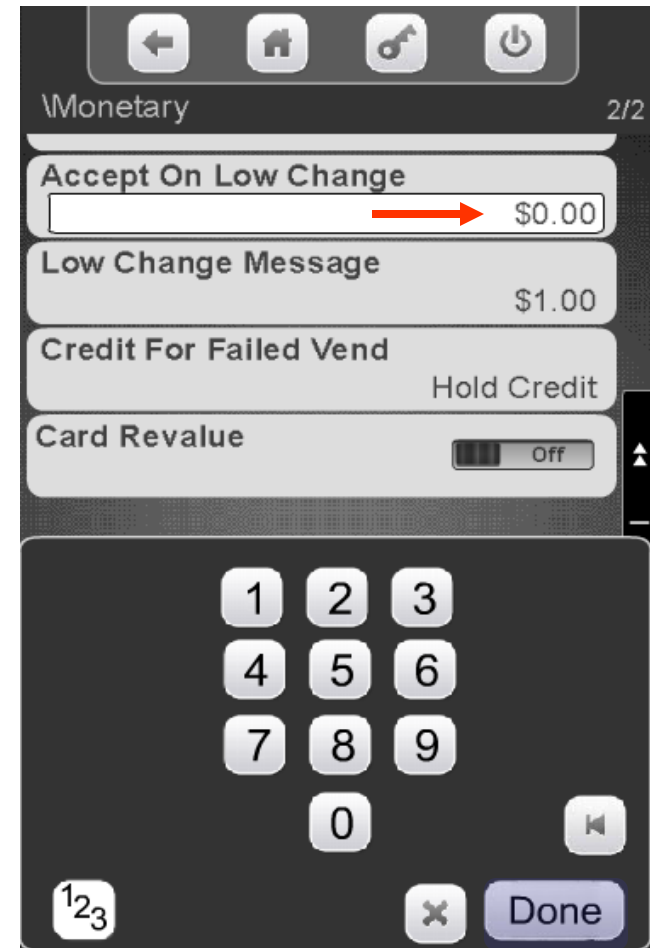 \Monetary 2/2
Accept On Low Change
$0.00
Low Change Message
$1.00
Credit For Failed Vend
Hold Credit
Card Revalue
Off
1 2 3
4 5 6
7 8 9
0
123
Done